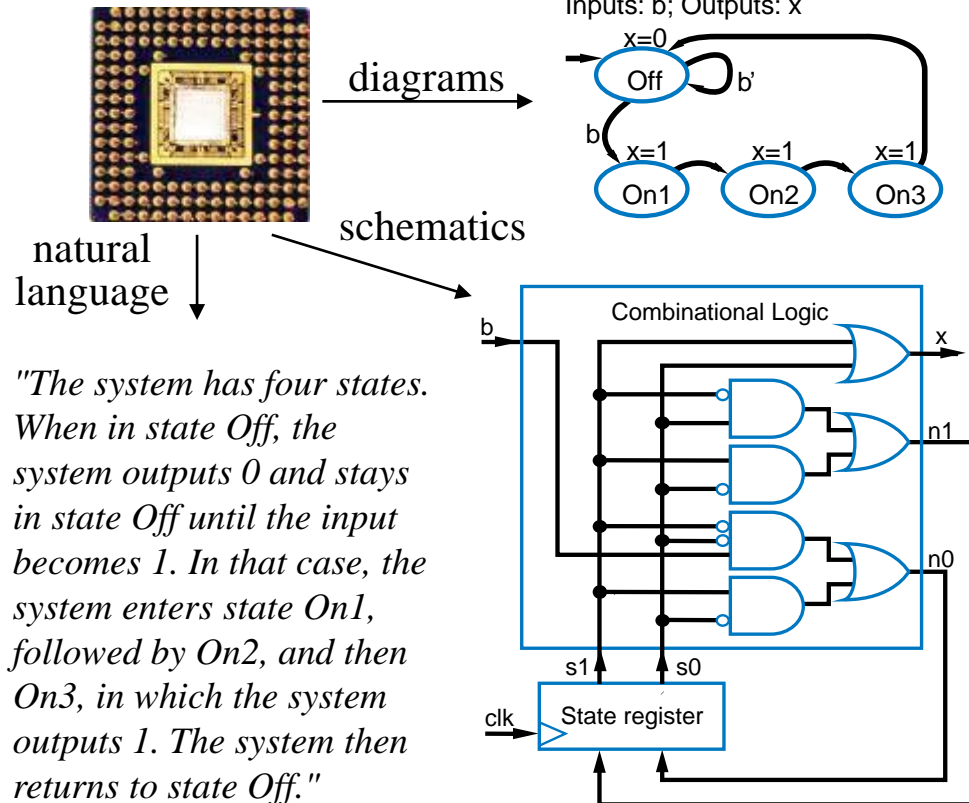 Inputs: b; Outputs: x
x=0
diagrams
Off
b'
b
x=1
x=1
x=1
On1
On2
On3
schematics
natural
language
Combinational Logic
b
x
"The system has four states.
When in state Off, the
system outputs 0 and stays
in state Off until the input
becomes 1. In that case, the
system enters state On1,
followed by On2, and then
On3, in which the system
outputs 1. The system then
returns to state Off."
n1
n0
s1
s0
clk
State register